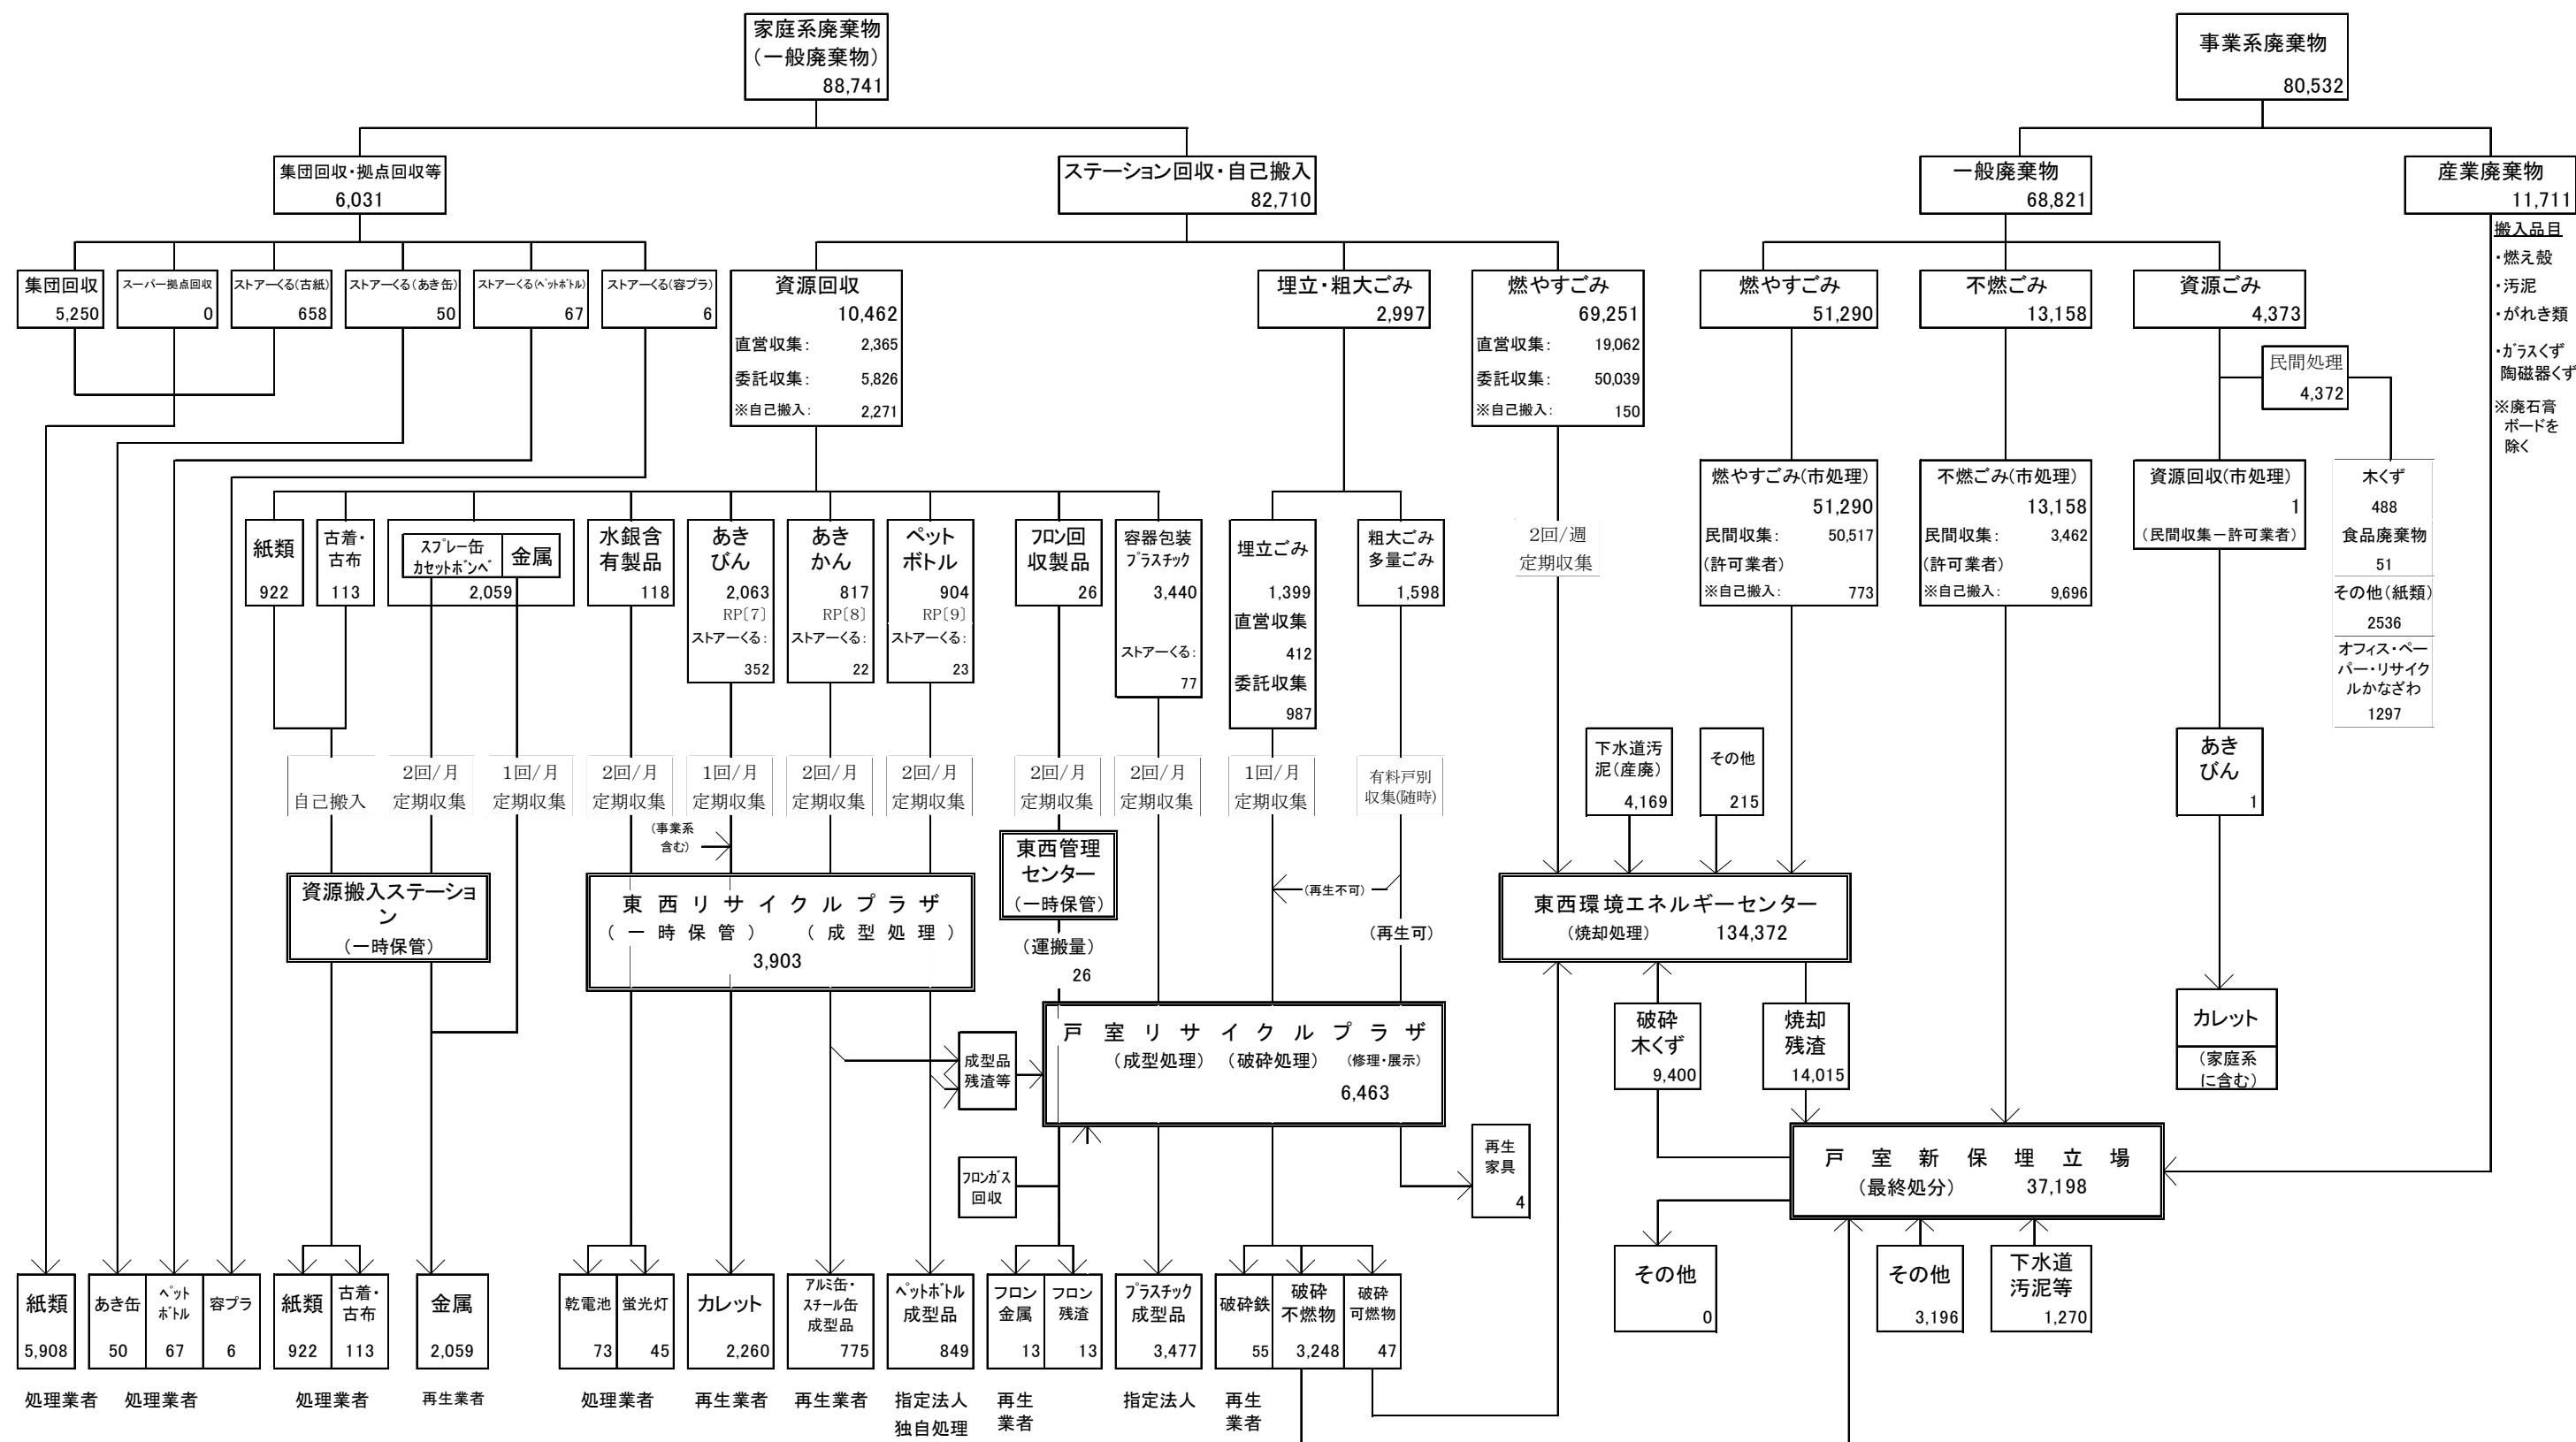 家庭系廃棄物
(一般廃棄物)
88,741
事業系廃棄物
80,532
集団回収・拠点回収等
6,031
ステーション回収・自己搬入
82,710
一般廃棄物
68,821
産業廃棄物
11,711
搬入品目
・燃え殻
・汚泥
・がれき類
・ガラスくず
陶磁器くず
※廃石膏
ボードを
除く
集団回収
5,250
スーパー拠点回収
0
ストアーくる(古紙)
658
ストアーくる(あき缶)
50
ストアーくる(ペットボトル)
67
ストアーくる(容プラ)
6
資源回収
10,462
直営収集: 2,365
委託収集: 5,826
※自己搬入: 2,271
埋立・粗大ごみ
2,997
燃やすごみ
69,251
直営収集: 19,062
委託収集: 50,039
※自己搬入: 150
燃やすごみ
51,290
不燃ごみ
13,158
資源ごみ
4,373
民間処理
4,372
紙類
922
古着・
古布
113
スプレー缶
カセットボンベ
金属
2,059
水銀含
有製品
118
あき
びん
2,063
RP[7]
ストアーくる:
352
あき
かん
817
RP[8]
ストアーくる:
22
ペット
ボトル
904
RP[9]
ストアーくる:
23
フロン回
収製品
26
容器包装
プラスチック
3,440
ストアーくる:
77
埋立ごみ
1,399
直営収集
412
委託収集
987
粗大ごみ
多量ごみ
1,598
2回/週
定期収集
燃やすごみ(市処理)
51,290
民間収集: 50,517
(許可業者)
※自己搬入: 773
不燃ごみ(市処理)
13,158
民間収集: 3,462
(許可業者)
※自己搬入: 9,696
資源回収(市処理)
1
(民間収集－許可業者)
木くず
488
食品廃棄物
51
その他(紙類)
2536
オフィス・ペー
パー・リサイク
ルかなざわ
1297
自己搬入
2回/月
定期収集
1回/月
定期収集
2回/月
定期収集
1回/月
定期収集
2回/月
定期収集
2回/月
定期収集
2回/月
定期収集
2回/月
定期収集
1回/月
定期収集
有料戸別
収集(随時)
下水道汚
泥(産廃)
4,169
その他
215
あき
びん
1
(事業系
含む)
資源搬入ステーショ
ン
(一時保管)
東西リサイクルプラザ
(一時保管) (成型処理)
3,903
東西管理
センター
(一時保管)
(運搬量)
26
(再生不可)
(再生可)
東西環境エネルギーセンター
(焼却処理) 134,372
成型品
残渣等
戸室リサイクルプラザ
(成型処理) (破砕処理) (修理・展示)
6,463
破砕
木くず
9,400
焼却
残渣
14,015
カレット
(家庭系
に含む)
フロンガス
回収
再生
家具
4
戸室新保埋立場
(最終処分) 37,198
その他
0
その他
3,196
下水道
汚泥等
1,270
紙類
5,908
あき缶
50
ペット
ボトル
67
容プラ
6
紙類
922
古着・
古布
113
金属
2,059
乾電池
73
蛍光灯
45
カレット
2,260
アルミ缶・
スチール缶
成型品
775
ペットボトル
成型品
849
フロン
金属
13
フロン
残渣
13
プラスチック
成型品
3,477
破砕鉄
55
破砕
不燃物
3,248
破砕
可燃物
47
処理業者
処理業者
処理業者
再生業者
処理業者
再生業者
再生業者
指定法人
独自処理
再生
業者
指定法人
再生
業者